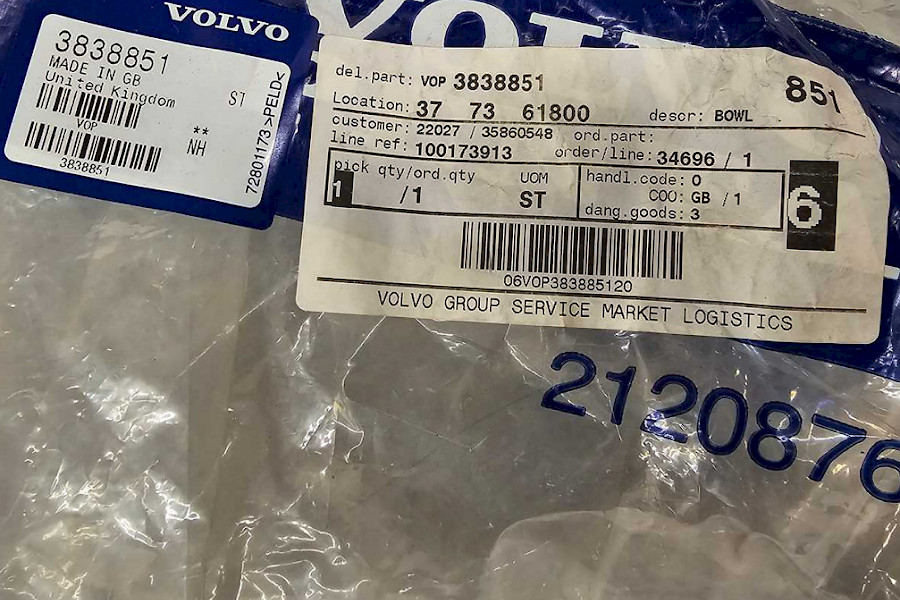 VOLVO
3838851
MADE IN GB
United Kingdom
ST
VOP
**
NH
3838851
72801173 >PELD<
del.part: VOP 3838851
851
Location: 37 73 61800 descr: BOWL
customer: 22027 / 35860548 ord.part:
line ref: 100173913 order/line: 34696 / 1
pick qty/ord.qty UOM
1 /1 ST
handl.code: 0
COO: GB / 1
dang.goods: 3
6
06VOP383885120
VOLVO GROUP SERVICE MARKET LOGISTICS
2120876